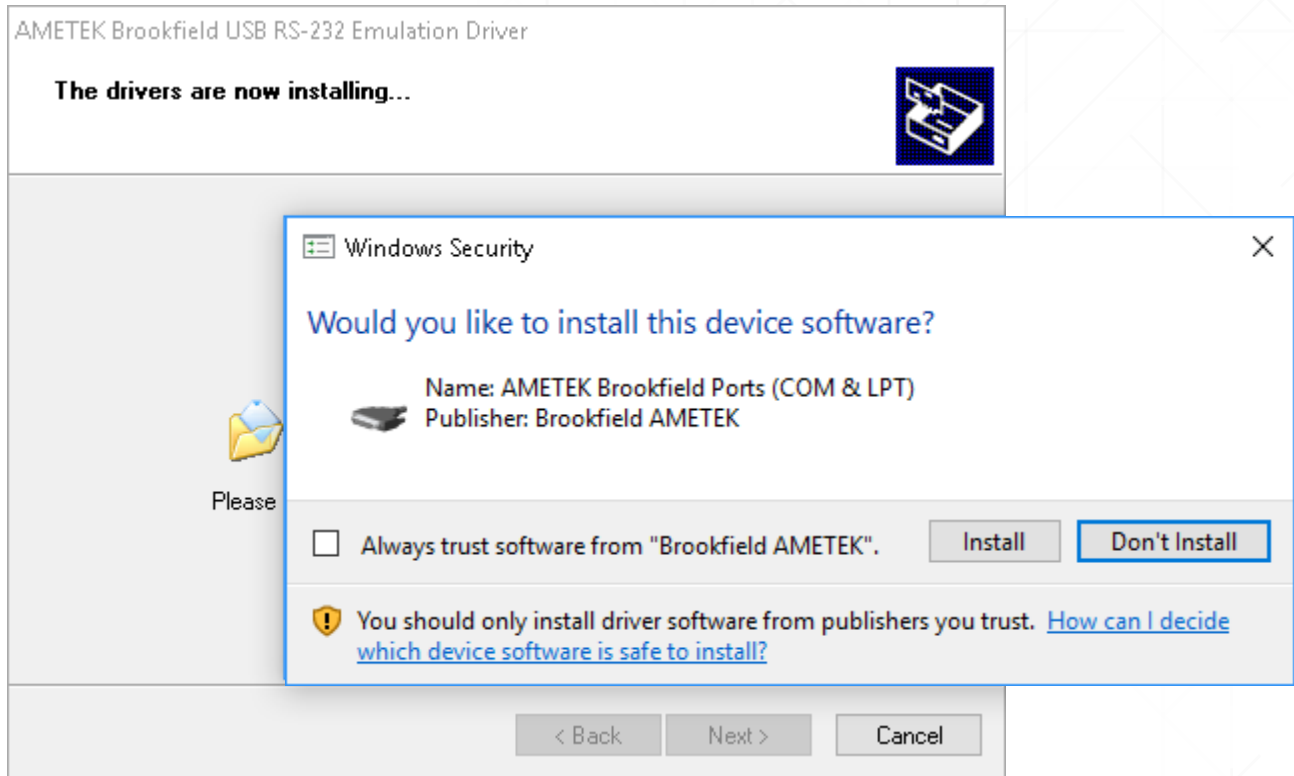 AMETEK Brookfield USB RS-232 Emulation Driver
The drivers are now installing...
Windows Security
Would you like to install this device software?
Name: AMETEK Brookfield Ports (COM & LPT)
Publisher: Brookfield AMETEK
Please
Always trust software from "Brookfield AMETEK".
Install
Don't Install
You should only install driver software from publishers you trust. How can I decide
which device software is safe to install?
< Back
Next >
Cancel